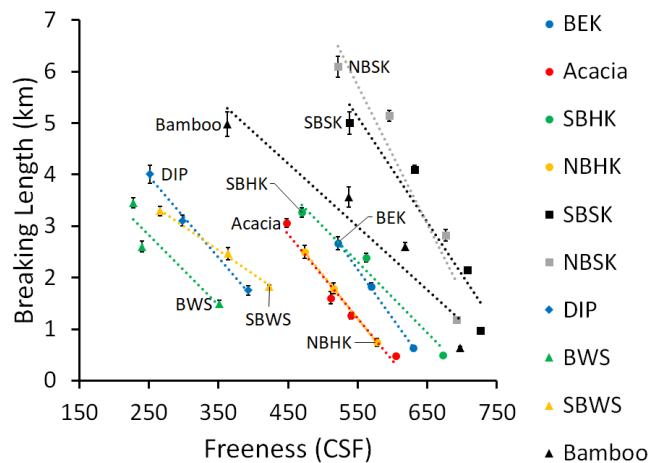 7
6
5
4
3
2
1
0
Breaking Length (km)
150
250
350
450
550
650
750
Freeness (CSF)
NBSK
SBSK
Bamboo
DIP
SBHK
BEK
Acacia
BWS
SBWS
NBHK
BEK
Acacia
SBHK
NBHK
SBSK
NBSK
DIP
BWS
SBWS
Bamboo